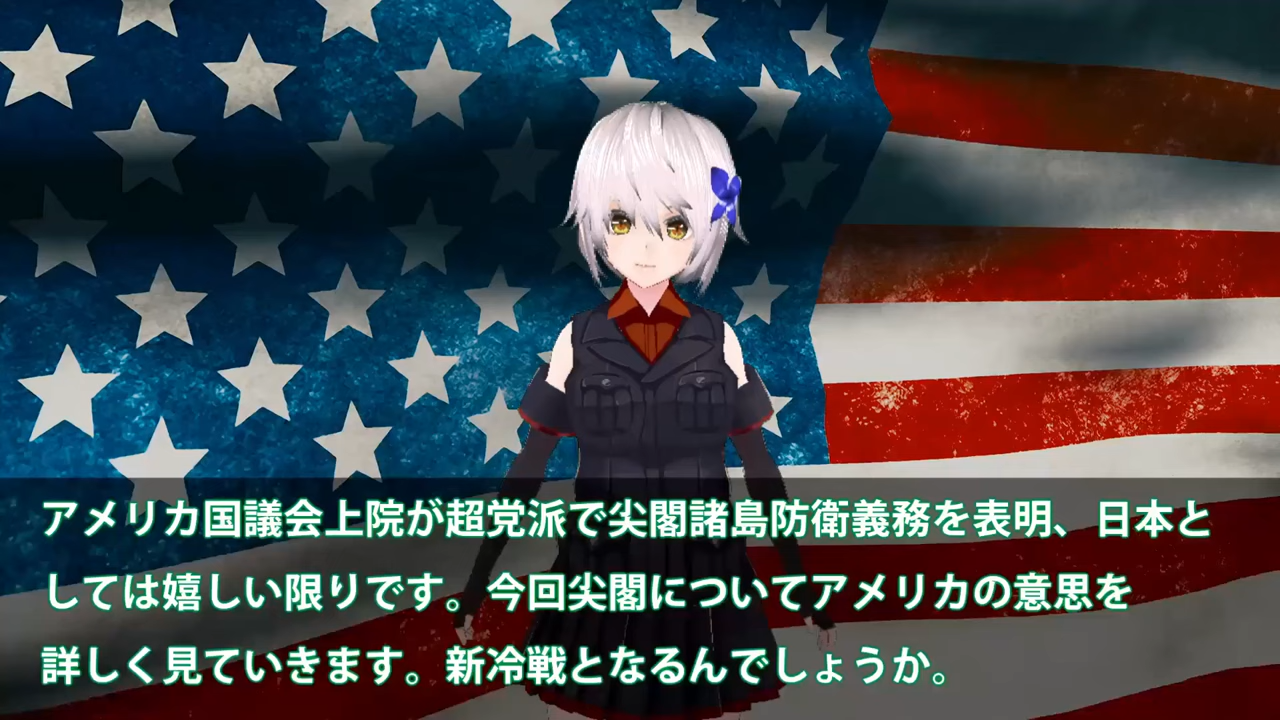 アメリカ国議会上院が超党派で尖閣諸島防衛義務を表明、日本と
しては嬉しい限りです。今回尖閣についてアメリカの意思を
詳しく見ていきます。新冷戦となるんでしょうか。